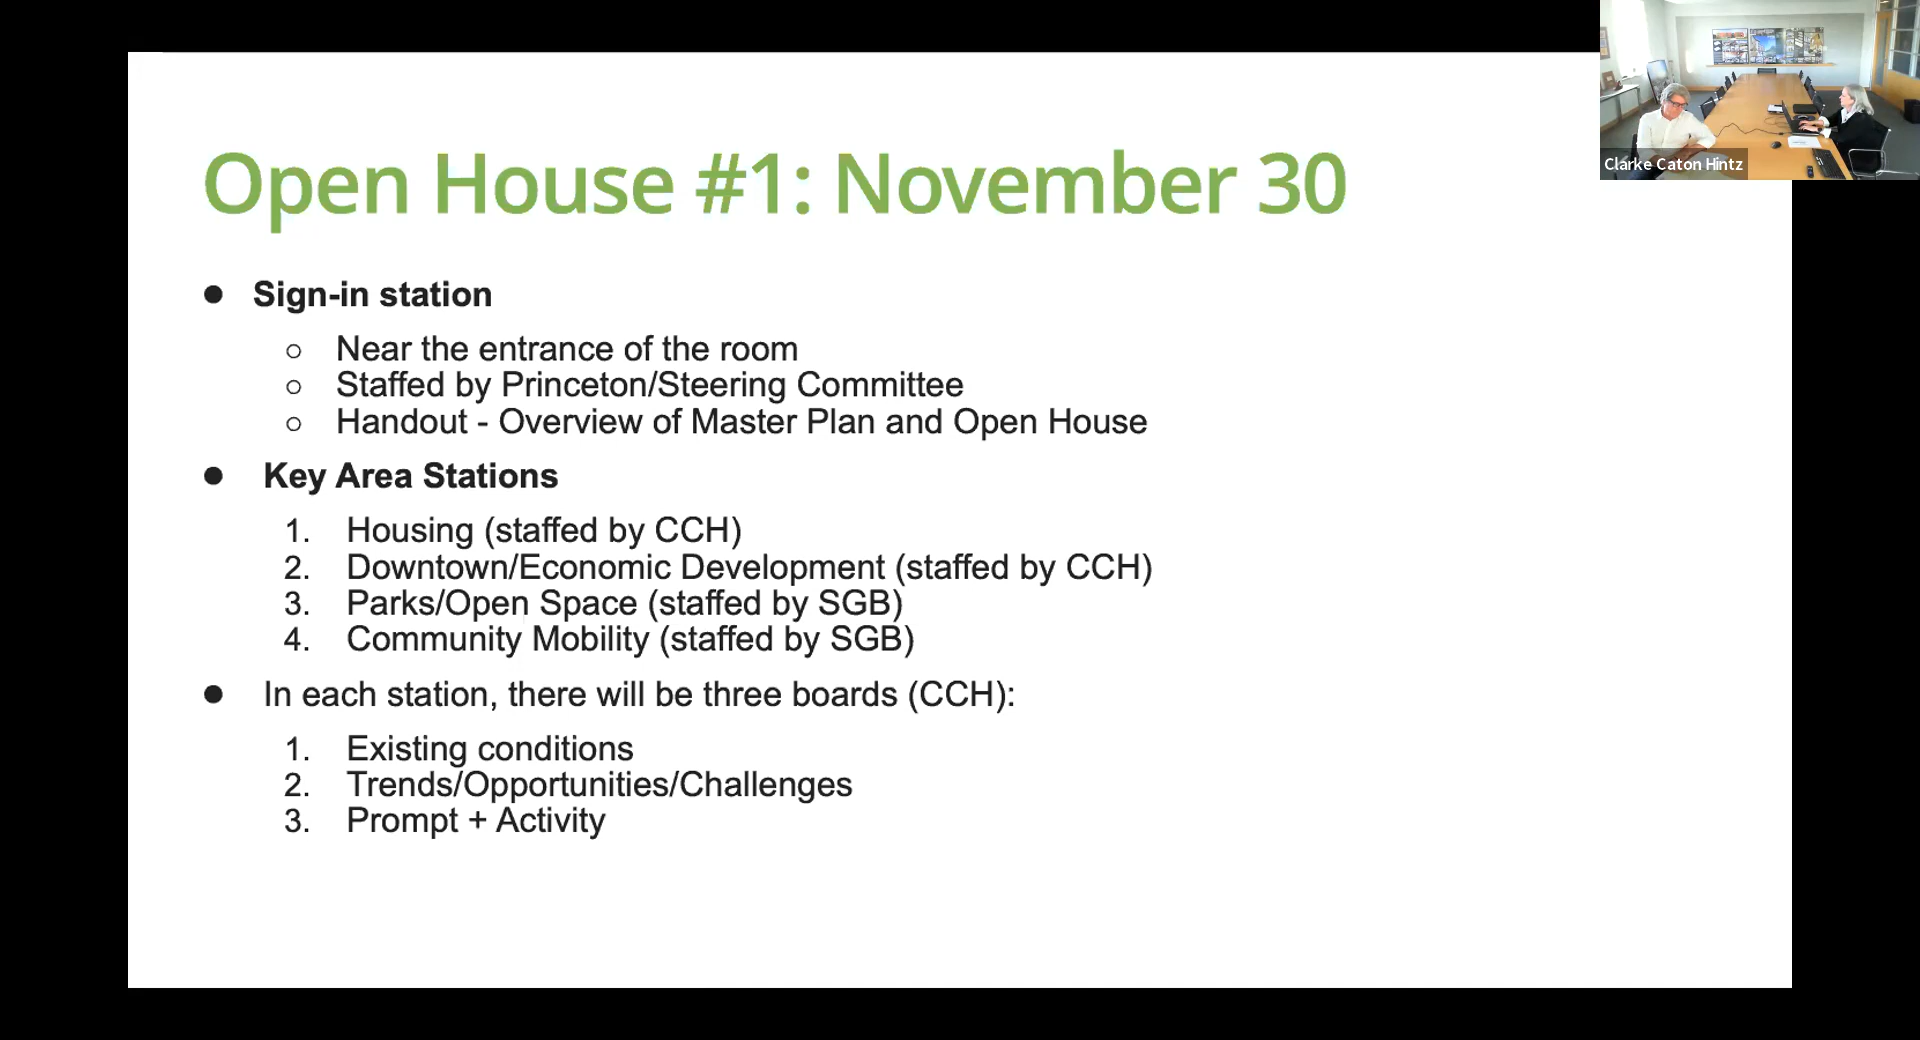 Clarke Caton Hintz
Open House #1: November 30
● Sign-in station
○ Near the entrance of the room
○ Staffed by Princeton/Steering Committee
○ Handout - Overview of Master Plan and Open House
● Key Area Stations
1. Housing (staffed by CCH)
2. Downtown/Economic Development (staffed by CCH)
3. Parks/Open Space (staffed by SGB)
4. Community Mobility (staffed by SGB)
● In each station, there will be three boards (CCH):
1. Existing conditions
2. Trends/Opportunities/Challenges
3. Prompt + Activity